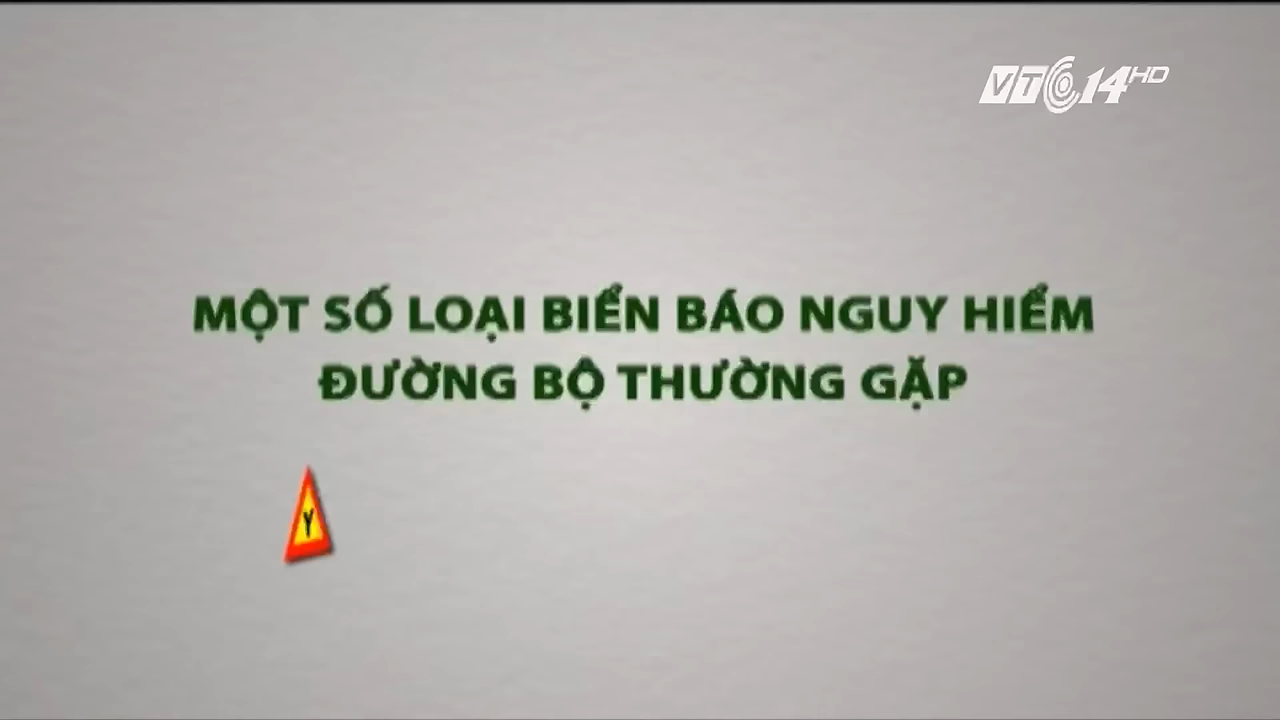 VTC14 HD
MỘT SỐ LOẠI BIỂN BÁO NGUY HIỂM
ĐƯỜNG BỘ THƯỜNG GẶP